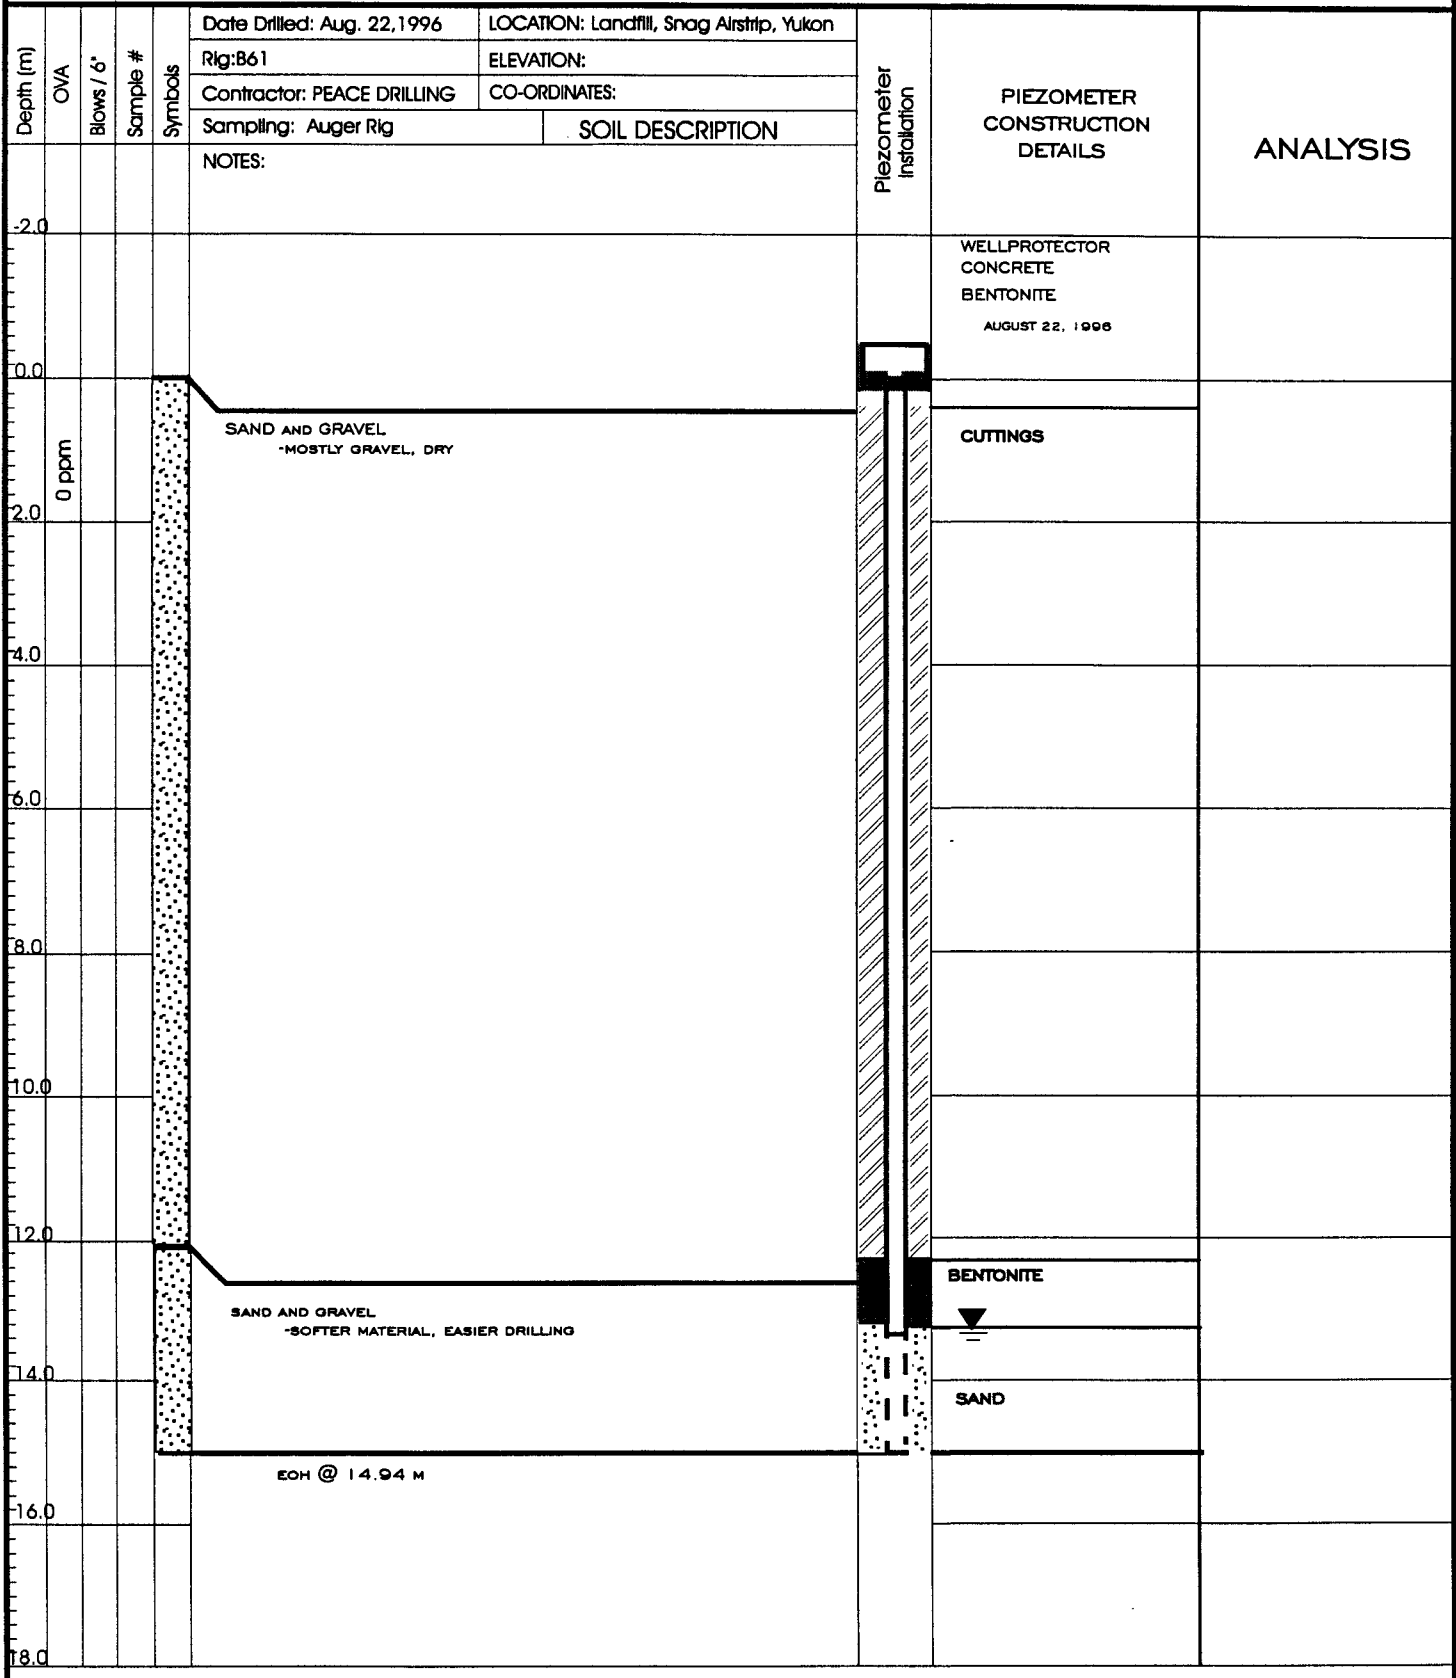 Depth (m)
OVA
Blows / 6"
Sample #
Symbols
Date Drilled: Aug. 22,1996
LOCATION: Landfill, Snag Airstrip, Yukon
Rig:B61
ELEVATION:
Contractor: PEACE DRILLING
CO-ORDINATES:
Sampling: Auger Rig
SOIL DESCRIPTION
NOTES:
Piezometer
Installation
PIEZOMETER
CONSTRUCTION
DETAILS
ANALYSIS
-2.0
WELLPROTECTOR
CONCRETE
BENTONITE
AUGUST 22, 1996
0.0
SAND AND GRAVEL
-MOSTLY GRAVEL, DRY
CUTTINGS
0 ppm
2.0
4.0
6.0
8.0
10.0
12.0
BENTONITE
SAND AND GRAVEL
-SOFTER MATERIAL, EASIER DRILLING
14.0
SAND
EOH @ 14.94 M
16.0
18.0